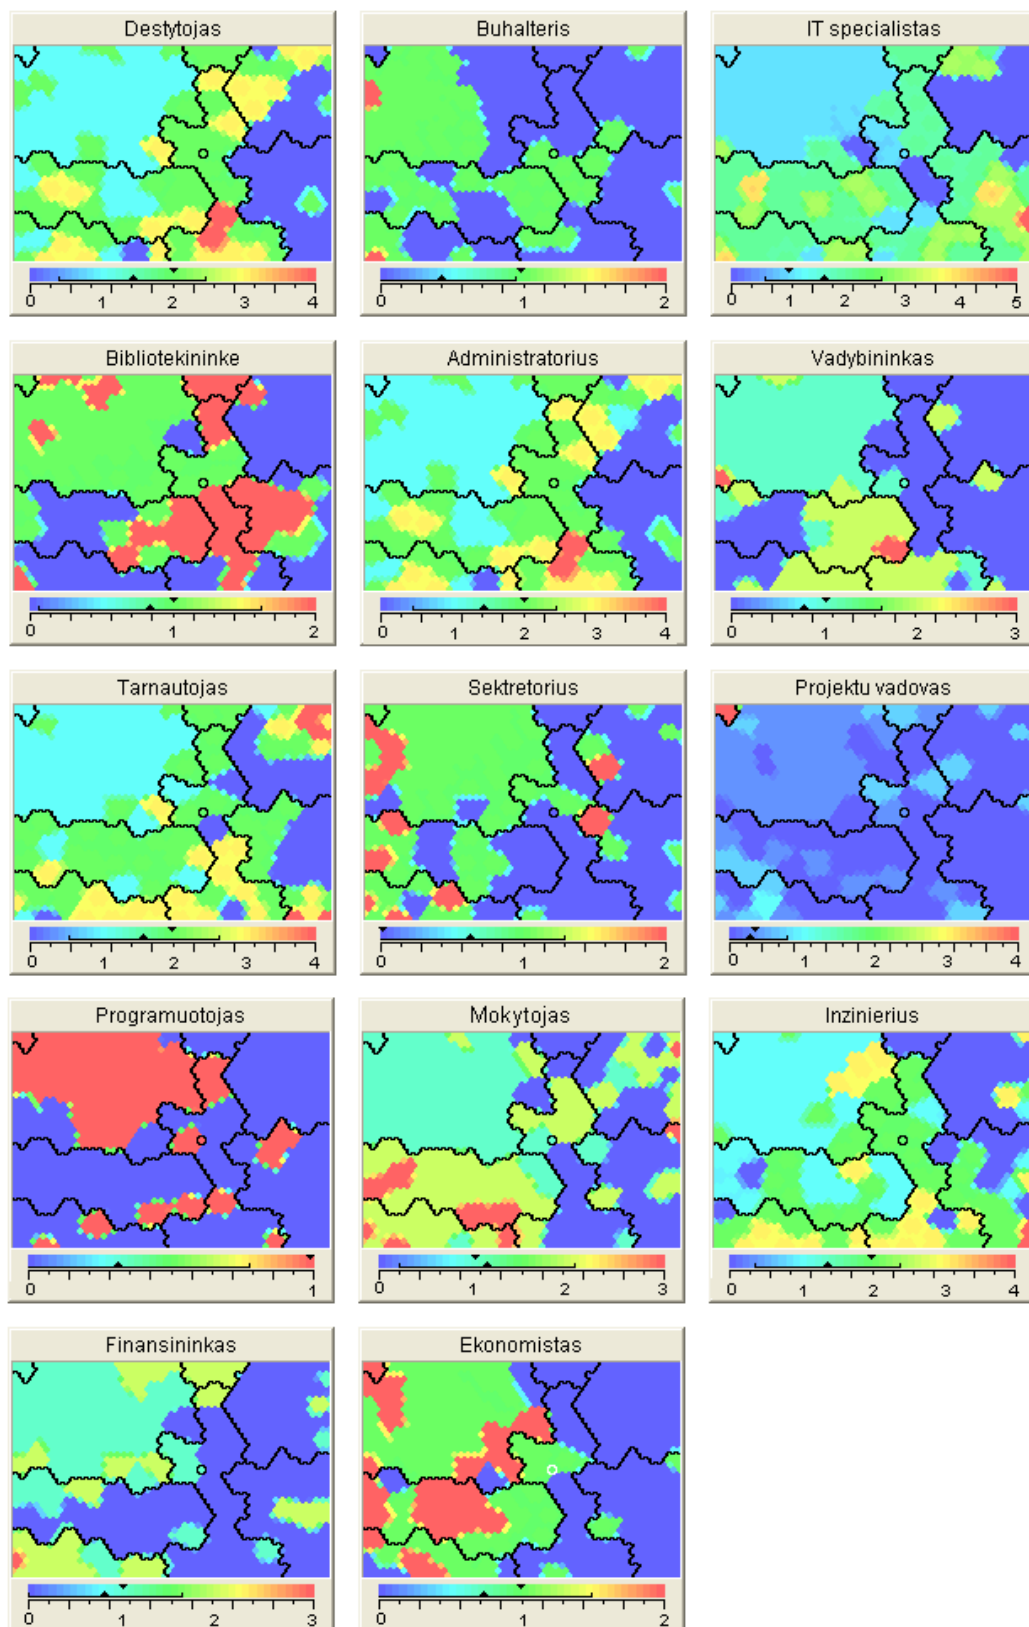 Destytojas
Buhalteris
IT specialistas
0 1 2 3 4
0 1 2
0 1 2 3 4 5
Bibliotekininke
Administratorius
Vadybininkas
0 1 2
0 1 2 3 4
0 1 2 3
Tarnautojas
Sektretorius
Projektu vadovas
0 1 2 3 4
0 1 2
0 1 2 3 4
Programuotojas
Mokytojas
Inzinierius
0 1
0 1 2 3
0 1 2 3 4
Finansininkas
Ekonomistas
0 1 2 3
0 1 2